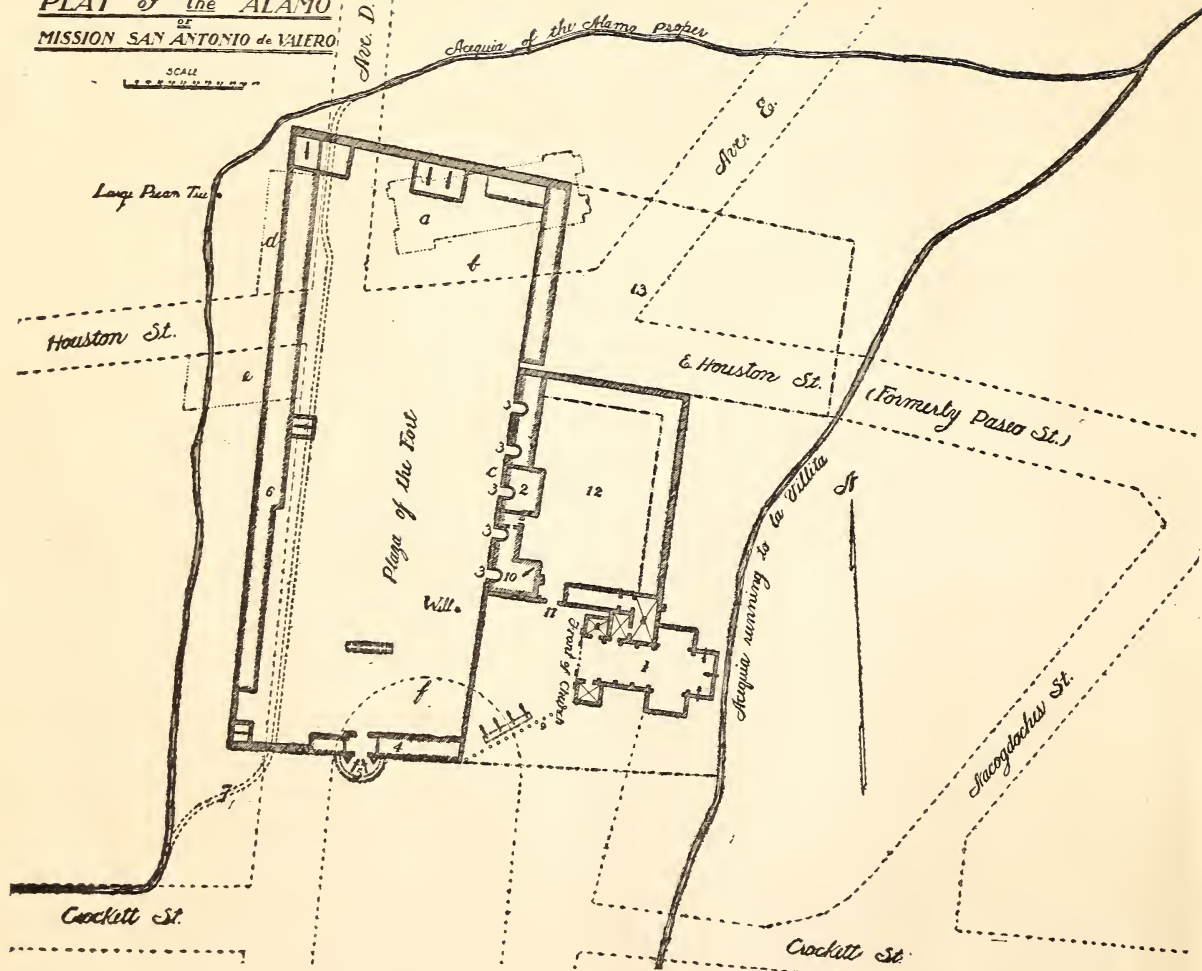 PLAT of the ALAMO
or
MISSION SAN ANTONIO de VALERO
SCALE
Ave. D.
Acequia of the Alamo Proper
Ave. E.
Large Pecan Tree
a
b
d
13
Houston St.
e
E Houston St.
(Formerly Paseo St.)
3
3
C
3
2
12
6
Plaza of the Fort
3
3
10
N
Acequia running to la Villita
Well
11
Front of Church
1
f
8
4
5
7
Nacogdoches St.
Crockett St.
Crockett St.